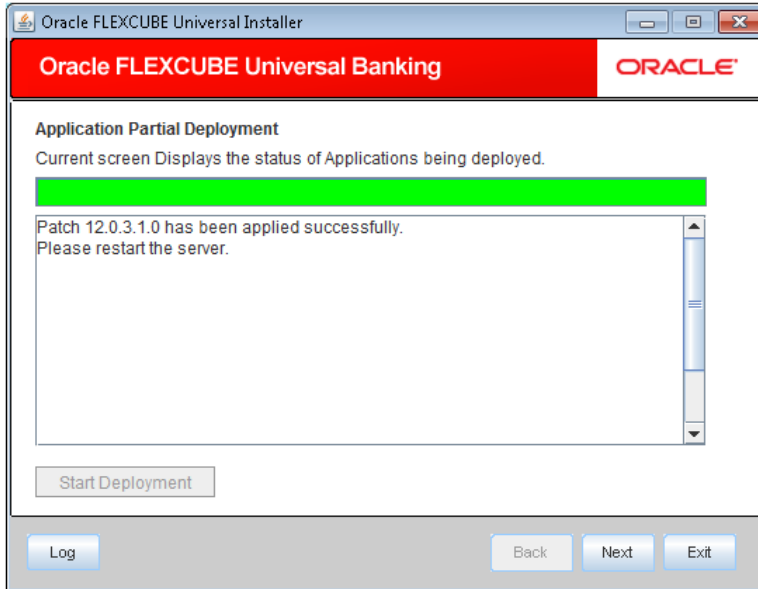 Oracle FLEXCUBE Universal Installer
Oracle FLEXCUBE Universal Banking
ORACLE'
Application Partial Deployment
Current screen Displays the status of Applications being deployed.
Patch 12.0.3.1.0 has been applied successfully.
Please restart the server.
Start Deployment
Log
Back
Next
Exit